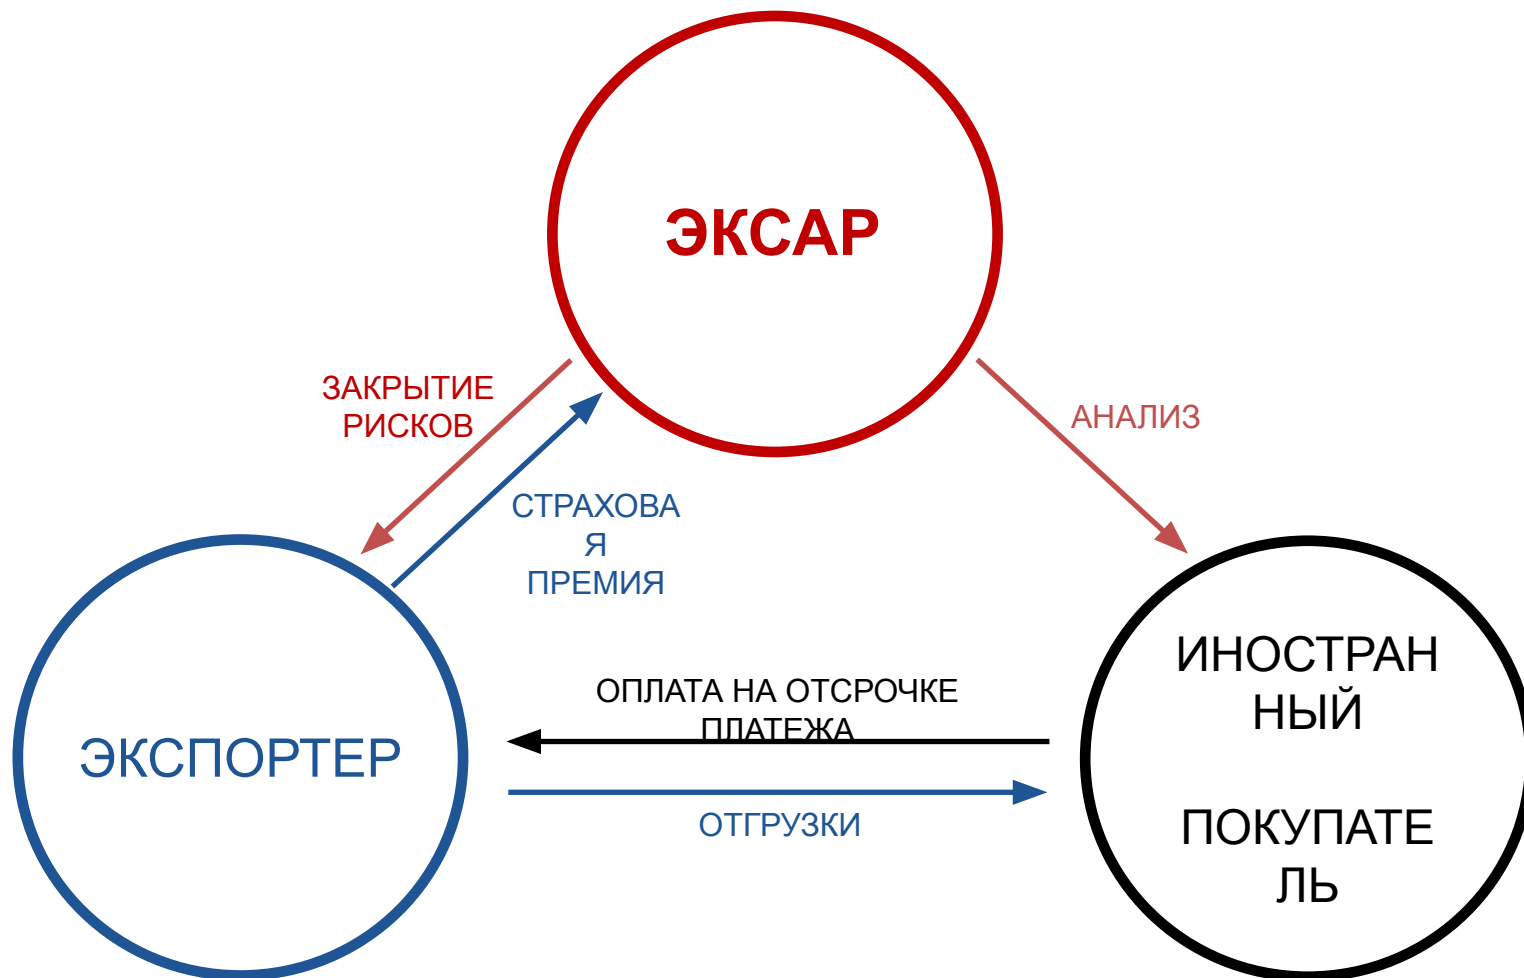 ЭКСАР
ЗАКРЫТИЕ
РИСКОВ
АНАЛИЗ
СТРАХОВА
Я
ПРЕМИЯ
ИНОСТРАН
НЫЙ
ПОКУПАТЕ
ЛЬ
ОПЛАТА НА ОТСРОЧКЕ
ПЛАТЕЖА
ЭКСПОРТЕР
ОТГРУЗКИ